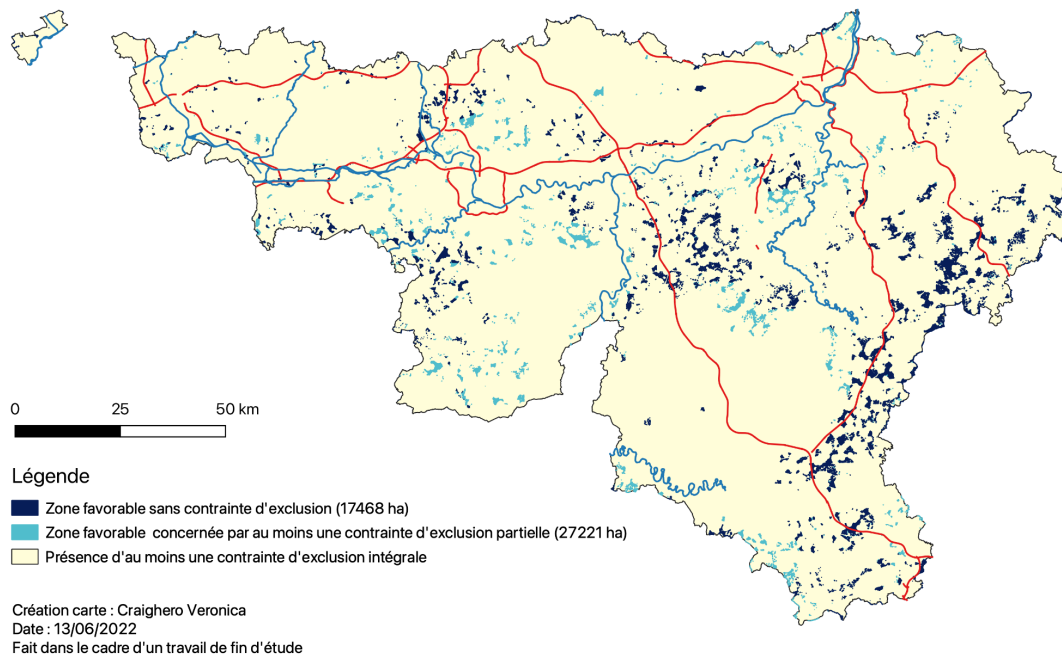 0 25 50 km
Légende
Zone favorable sans contrainte d'exclusion (17468 ha)
Zone favorable concernée par au moins une contrainte d'exclusion partielle (27221 ha)
Présence d'au moins une contrainte d'exclusion intégrale
Création carte : Craighero Veronica
Date : 13/06/2022
Fait dans le cadre d'un travail de fin d'étude